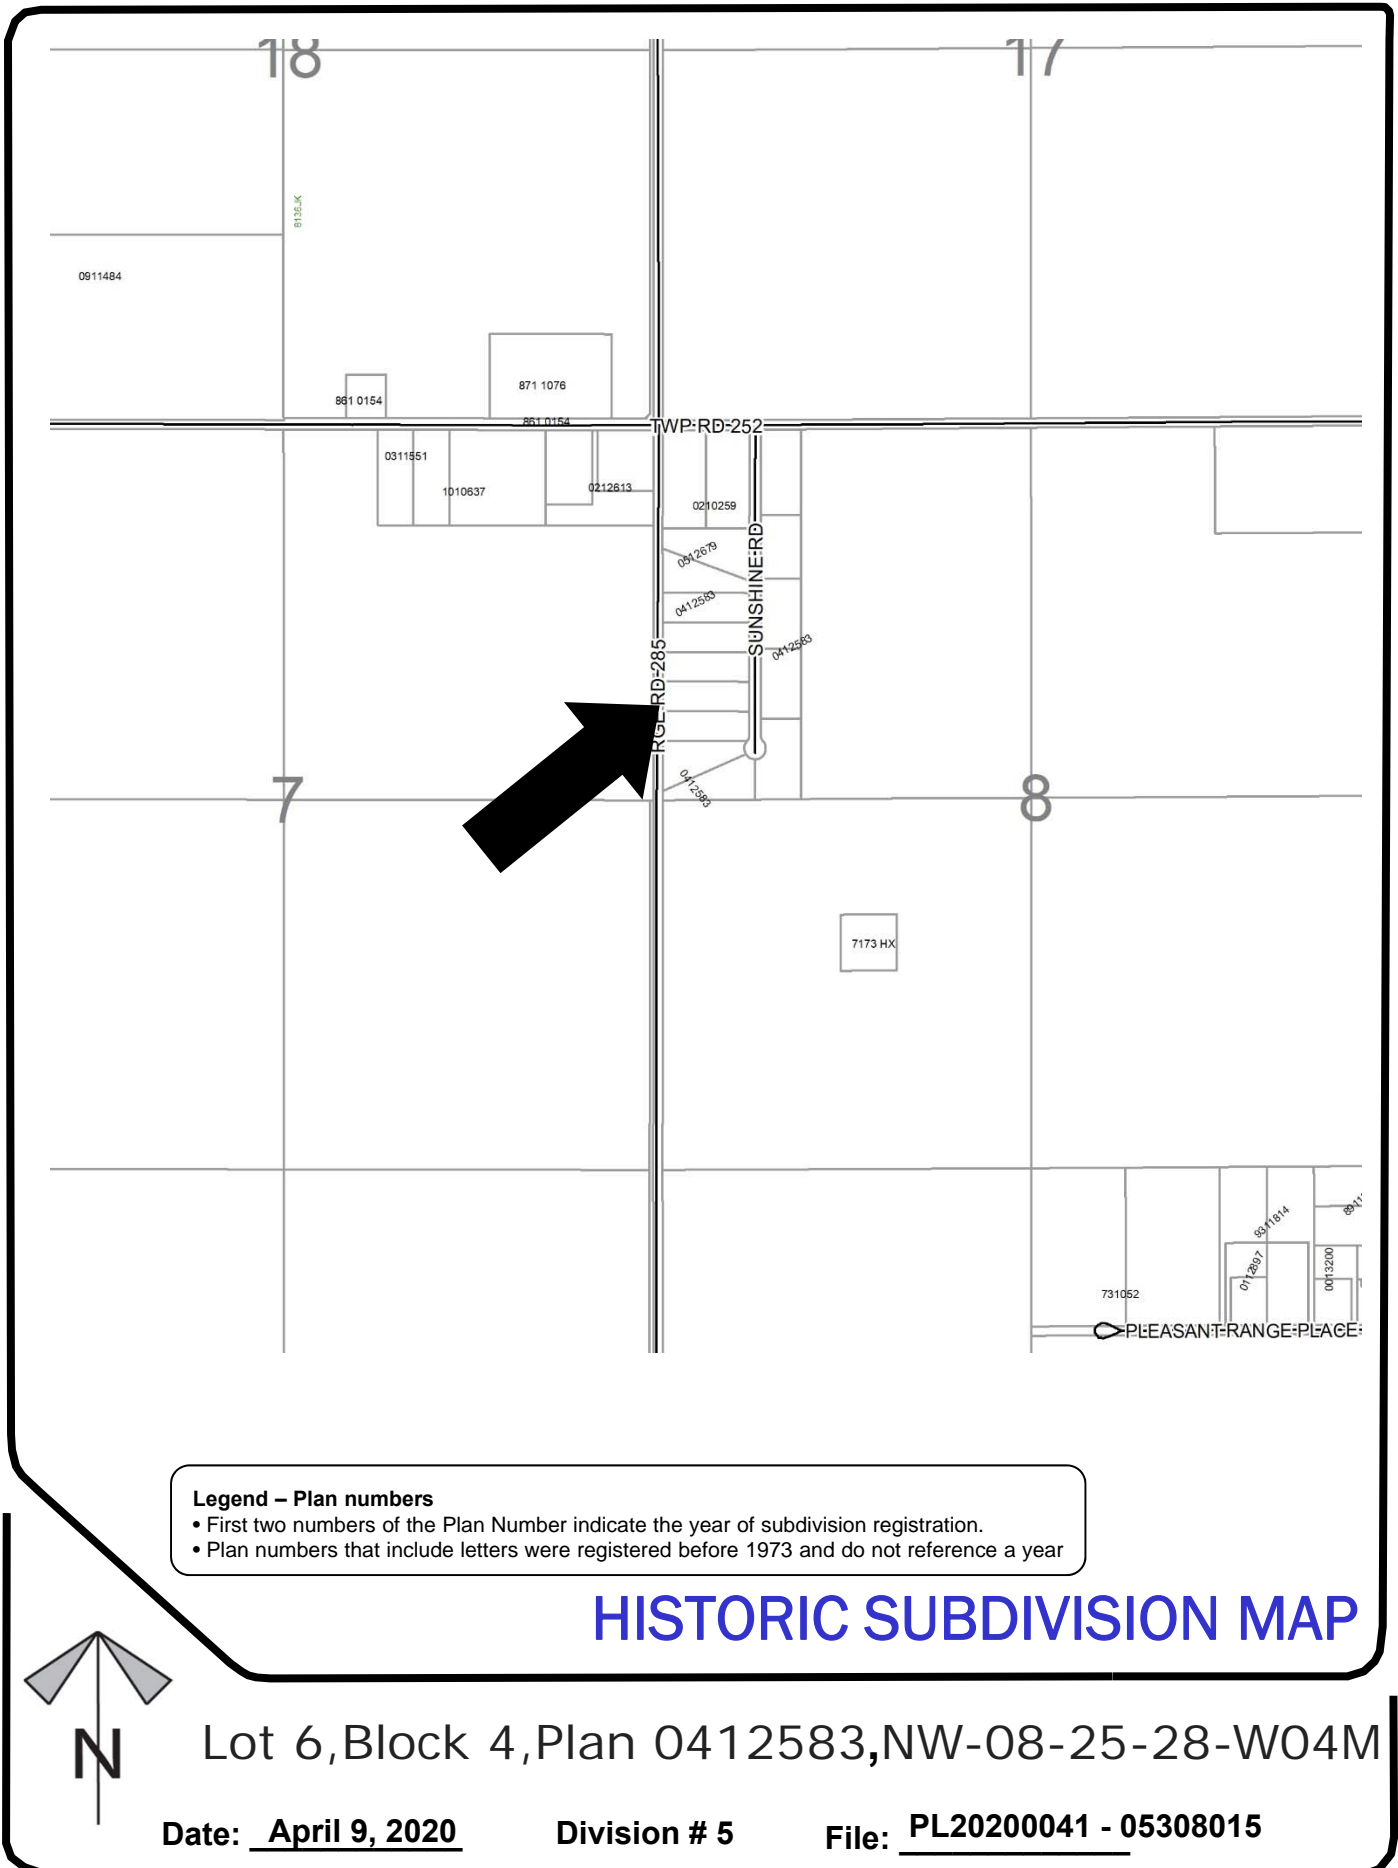 18
17
8136JK
0911484
871 1076
861 0154
861 0154
TWP RD 252
0311551
1010637
0212613
0210259
0512679
0412583
SUNSHINE RD
0412583
RGE RD 285
0412583
7
8
7173 HX
9311814
0112897
0013200
731052
PLEASANT RANGE PLACE
Legend – Plan numbers
• First two numbers of the Plan Number indicate the year of subdivision registration.
• Plan numbers that include letters were registered before 1973 and do not reference a year
HISTORIC SUBDIVISION MAP
N
Lot 6,Block 4,Plan 0412583,NW-08-25-28-W04M
Date: April 9, 2020 Division # 5 File: PL20200041 - 05308015